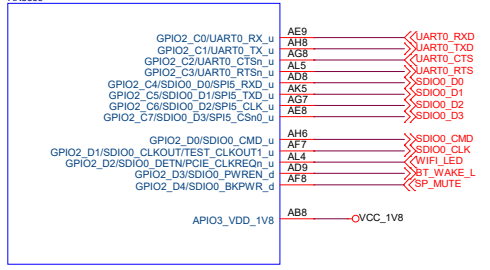 GPIO2_C0/UART0_RX_u AE9 UART0_RXD
GPIO2_C1/UART0_TX_u AH8 UART0_TXD
GPIO2_C2/UART0_CTSn_u AG8 UART0_CTS
GPIO2_C3/UART0_RTSn_u AL5 UART0_RTS
GPIO2_C4/SDIO0_D0/SPI5_RXD_u AD8 SDIO0_D0
GPIO2_C5/SDIO0_D1/SPI5_TXD_u AK5 SDIO0_D1
GPIO2_C6/SDIO0_D2/SPI5_CLK_u AG7 SDIO0_D2
GPIO2_C7/SDIO0_D3/SPI5_CSn0_u AE8 SDIO0_D3
GPIO2_D0/SDIO0_CMD_u AH6 SDIO0_CMD
GPIO2_D1/SDIO0_CLKOUT/TEST_CLKOUT1_u AF7 SDIO0_CLK
GPIO2_D2/SDIO0_DETN/PCIE_CLKREQn_u AL4 WIFI_LED
GPIO2_D3/SDIO0_PWREN_d AD9 BT_WAKE_L
GPIO2_D4/SDIO0_BKPWR_d AF8 SP_MUTE
APIO3_VDD_1V8 AB8 VCC_1V8